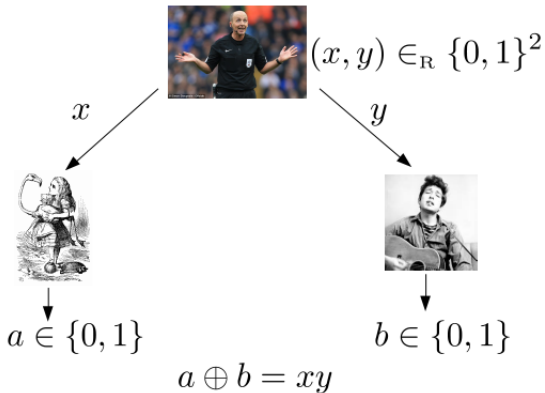 (x, y) ∈_R {0, 1}²
x
y
a ∈ {0, 1}
b ∈ {0, 1}
a ⊕ b = xy